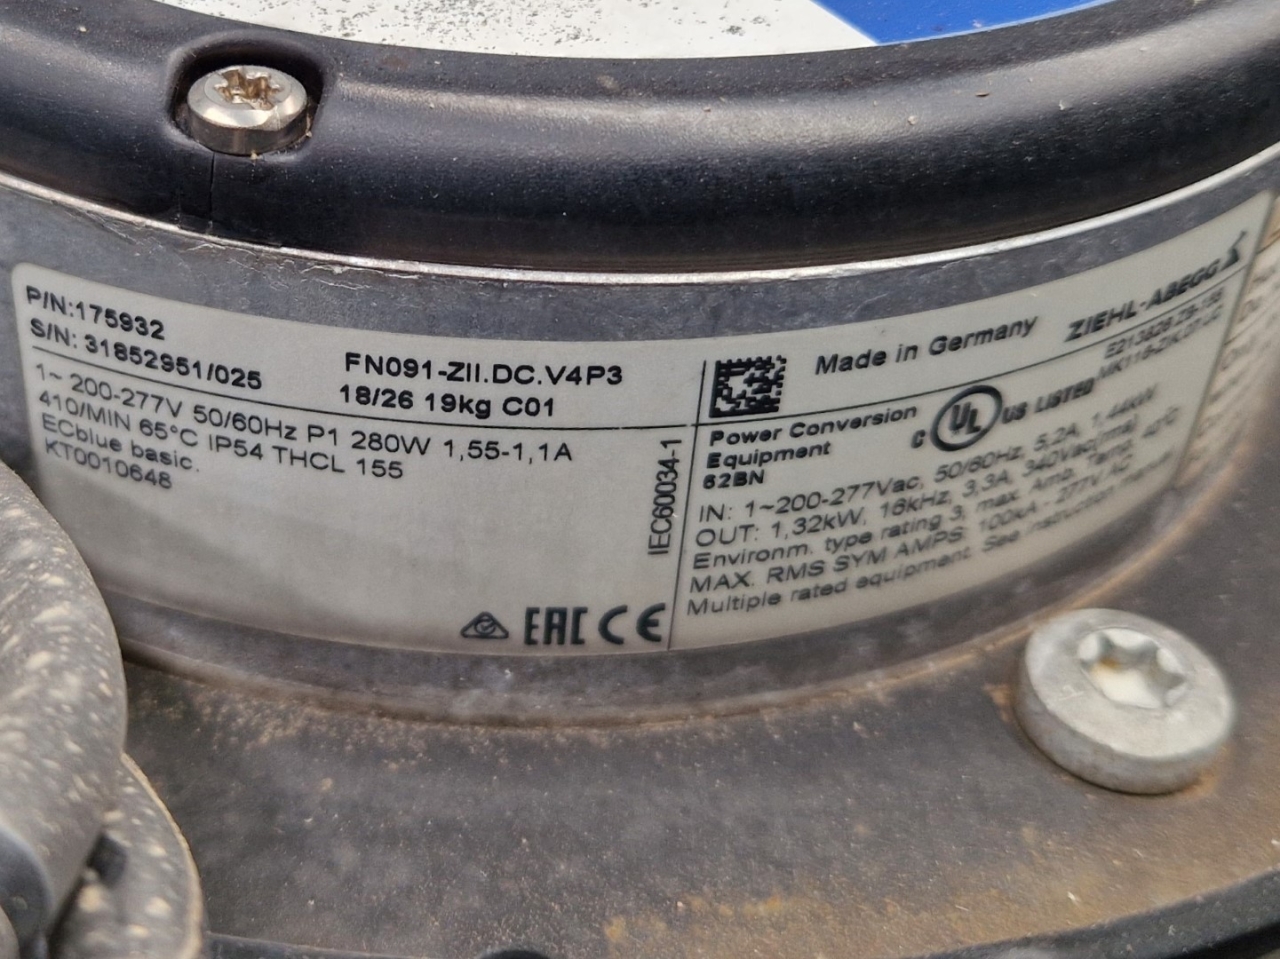 P/N:175932
S/N: 31852951/025
FN091-ZII.DC.V4P3
18/26 19kg C01
1~ 200-277V 50/60Hz P1 280W 1,55-1,1A
410/MIN 65°C IP54 THCL 155
ECblue basic.
KT0010648
IEC60034-1
EAC CE
Made in Germany
ZIEHL-ABEGG
Power Conversion
Equipment
62BN
c UL US LISTED
IN: 1~200-277Vac, 50/60Hz, 5,2A, 1,44kW
OUT: 1,32kW, 16kHz, 3,3A, 340Vac(rms)
Environm. type rating 3, max. Amb. Temp. 40°C
MAX. RMS SYM AMPS: 100kA - 277V AC
Multiple rated equipment. See instruction manual